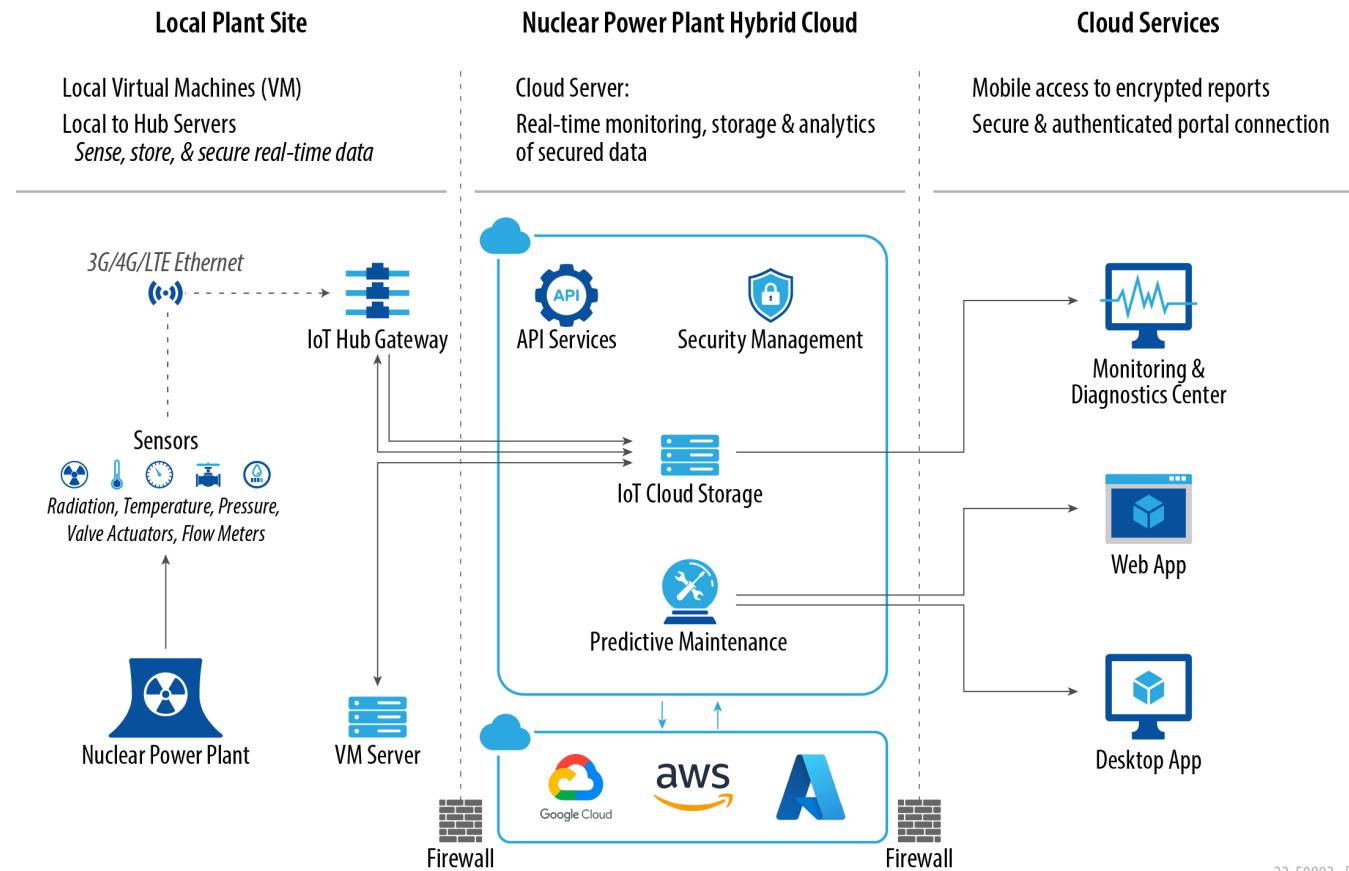 Local Plant Site
Local Virtual Machines (VM)
Local to Hub Servers
Sense, store, & secure real-time data
Nuclear Power Plant Hybrid Cloud
Cloud Server:
Real-time monitoring, storage & analytics
of secured data
Cloud Services
Mobile access to encrypted reports
Secure & authenticated portal connection
3G/4G/LTE Ethernet
IoT Hub Gateway
Sensors
Radiation, Temperature, Pressure,
Valve Actuators, Flow Meters
Nuclear Power Plant
VM Server
Firewall
API
API Services
Security Management
IoT Cloud Storage
Predictive Maintenance
Google Cloud
aws
Firewall
Monitoring &
Diagnostics Center
Web App
Desktop App